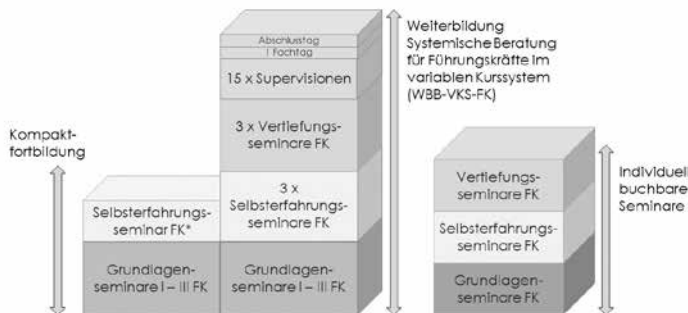 Kompakt-
fortbildung
Selbsterfahrungs-
seminar FK*
Grundlagen-
seminare I – III FK
Abschlusstag
1 Fachtag
15 x Supervisionen
3 x Vertiefungs-
seminare FK
3 x
Selbsterfahrungs-
seminare FK
Grundlagen-
seminare I – III FK
Weiterbildung
Systemische Beratung
für Führungskräfte im
variablen Kurssystem
(WBB-VKS-FK)
Vertiefungs-
seminare FK
Selbsterfahrungs-
seminare FK
Grundlagen-
seminare FK
Individuell
buchbare
Seminare